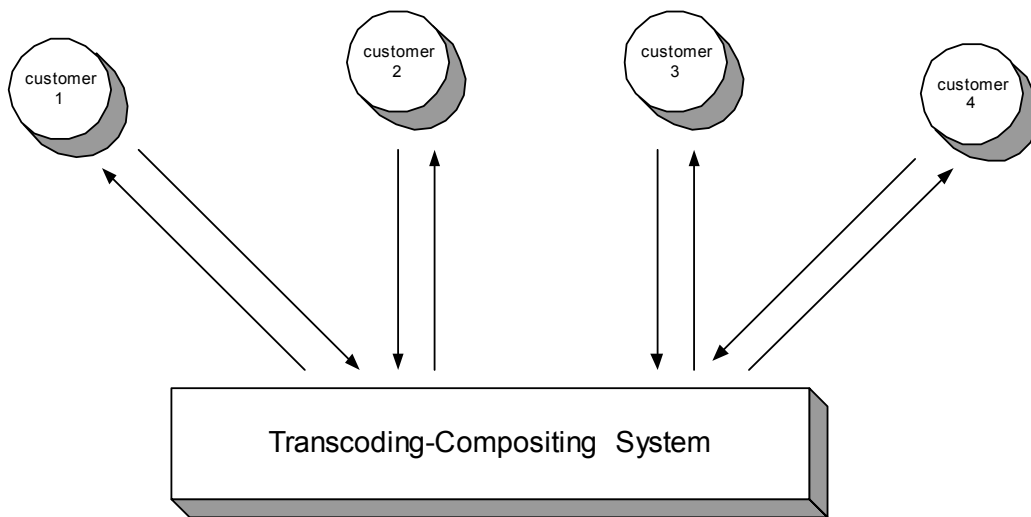 customer
1
customer
2
customer
3
customer
4
Transcoding-Compositing System